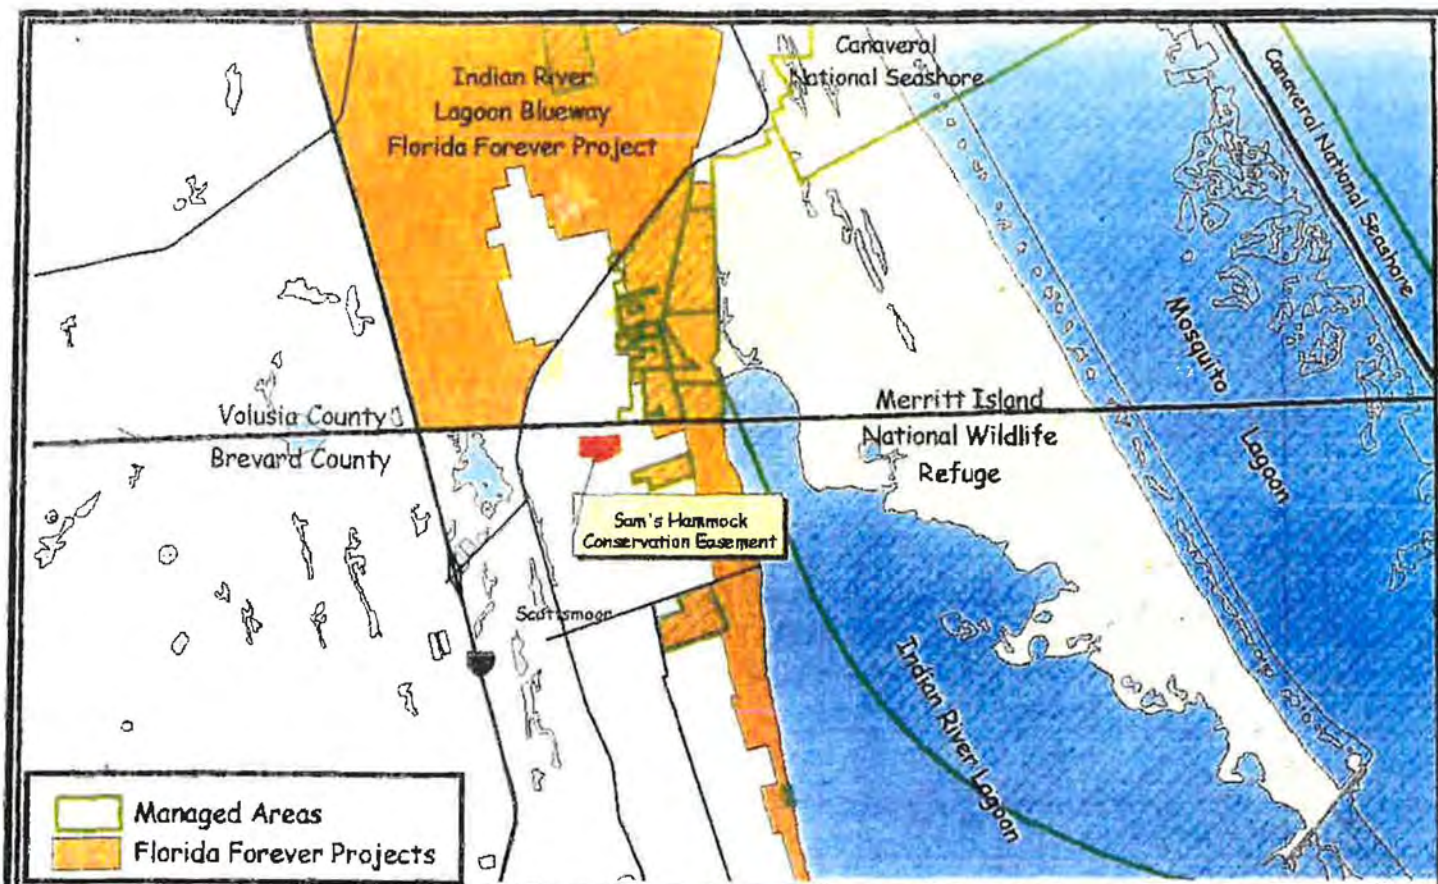 Canaveral
National Seashore
Indian River
Lagoon Blueway
Florida Forever Project
Canaveral National Seashore
Mosquito
Lagoon
Volusia County
Brevard County
Merritt Island
National Wildlife
Refuge
Sam's Hammock
Conservation Easement
Scottsmoor
Indian River Lagoon
Managed Areas
Florida Forever Projects